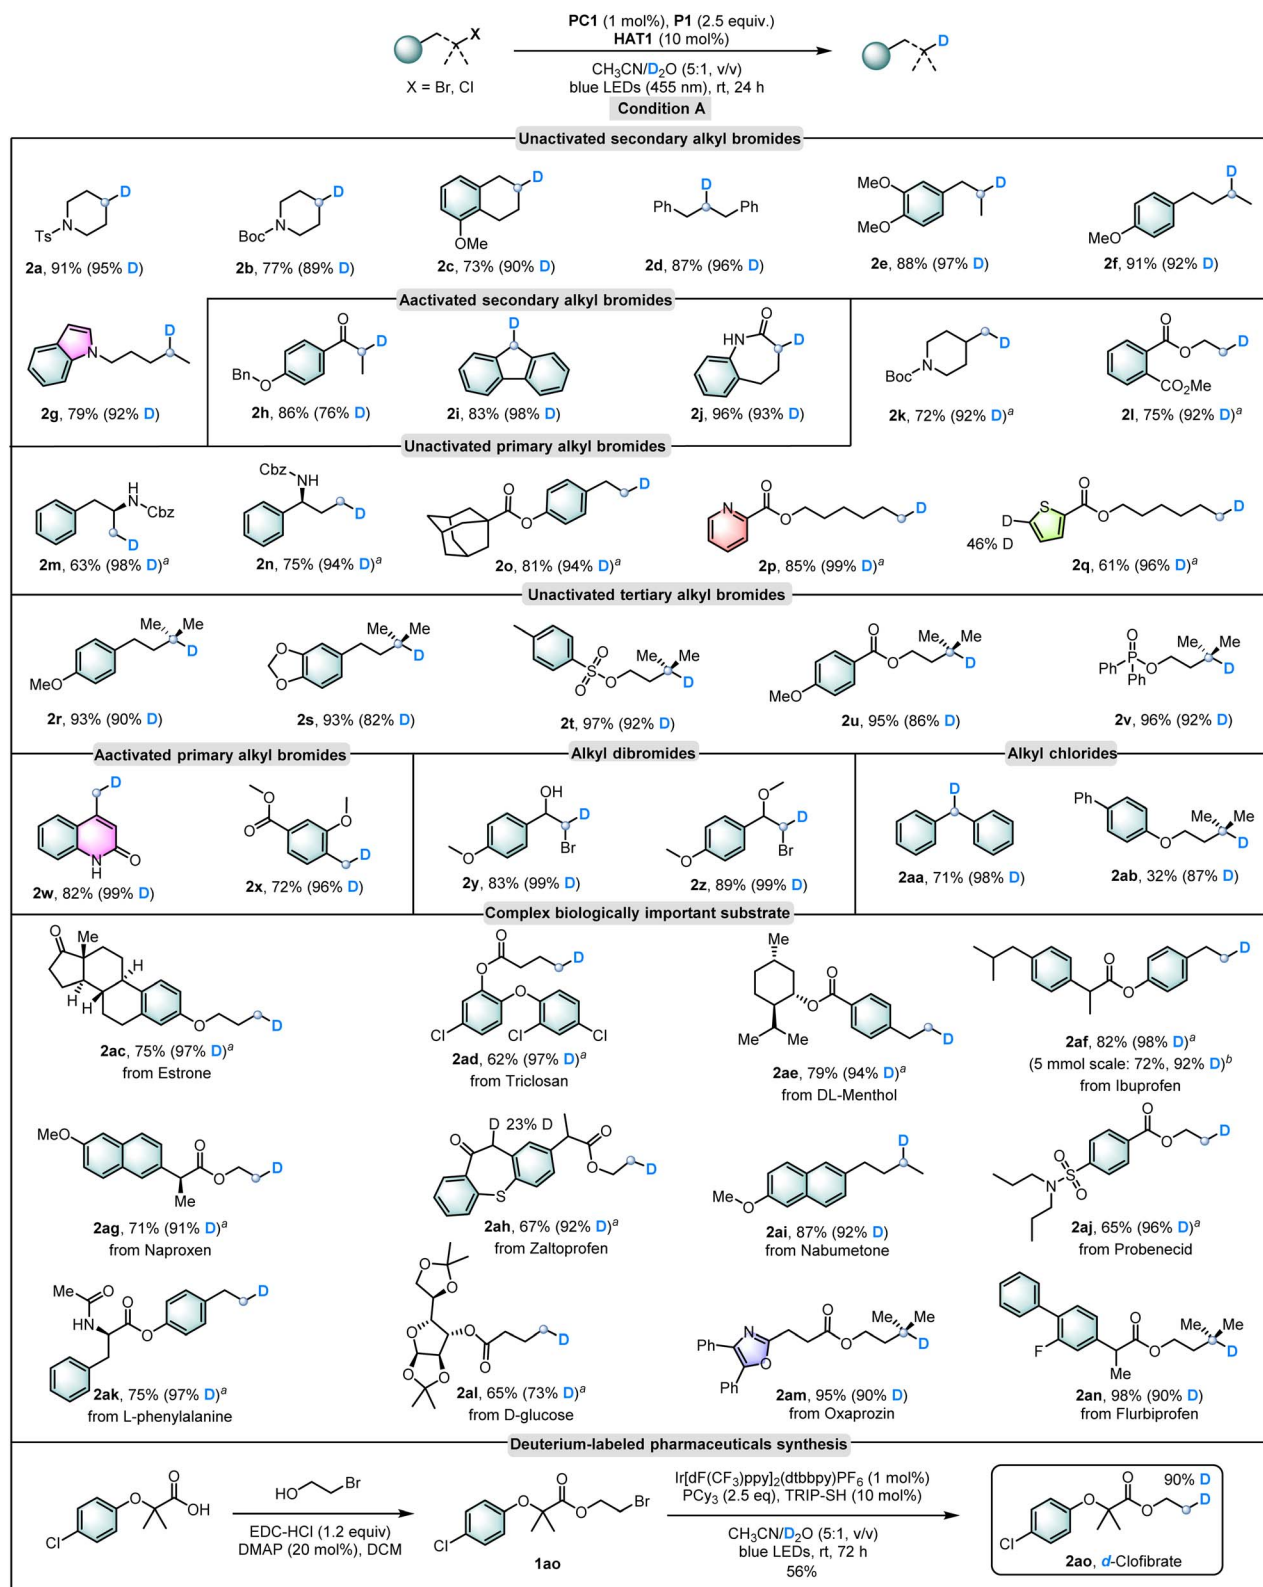 PC1 (1 mol%), P1 (2.5 equiv.)
HAT1 (10 mol%)
X
D
CH3CN/D2O (5:1, v/v)
blue LEDs (455 nm), rt, 24 h
X = Br, Cl
Condition A
Unactivated secondary alkyl bromides
D
N
Ts
2a, 91% (95% D)
D
N
Boc
2b, 77% (89% D)
D
OMe
2c, 73% (90% D)
D
Ph
Ph
2d, 87% (96% D)
MeO
MeO
D
2e, 88% (97% D)
D
MeO
2f, 91% (92% D)
Aactivated secondary alkyl bromides
N
D
2g, 79% (92% D)
O
D
BnO
2h, 86% (76% D)
D
2i, 83% (98% D)
O
HN
D
2j, 96% (93% D)
D
N
Boc
2k, 72% (92% D)a
O
O
D
CO2Me
2l, 75% (92% D)a
Unactivated primary alkyl bromides
H
N
Cbz
D
2m, 63% (98% D)a
Cbz
NH
D
2n, 75% (94% D)a
O
O
D
2o, 81% (94% D)a
N
O
O
D
2p, 85% (99% D)a
D
46% D
S
O
O
D
2q, 61% (96% D)a
Unactivated tertiary alkyl bromides
Me
Me
D
MeO
2r, 93% (90% D)
O
O
Me
Me
D
2s, 93% (82% D)
O
S
O
O
Me
Me
D
2t, 97% (92% D)
O
O
Me
Me
D
MeO
2u, 95% (86% D)
O
Ph
P
O
Ph
Me
Me
D
2v, 96% (92% D)
Aactivated primary alkyl bromides
Alkyl dibromides
Alkyl chlorides
D
N
H
O
2w, 82% (99% D)
O
O
O
D
2x, 72% (96% D)
OH
D
Br
O
2y, 83% (99% D)
O
D
Br
O
2z, 89% (99% D)
D
2aa, 71% (98% D)
Ph
O
Me
Me
D
2ab, 32% (87% D)
Complex biologically important substrate
O
Me
H
H
H
O
D
2ac, 75% (97% D)a
from Estrone
O
O
D
O
Cl
Cl
Cl
2ad, 62% (97% D)a
from Triclosan
Me
O
O
Me
Me
D
2ae, 79% (94% D)a
from DL-Menthol
O
O
Me
D
2af, 82% (98% D)a
(5 mmol scale: 72%, 92% D)b
from Ibuprofen
MeO
O
O
Me
D
2ag, 71% (91% D)a
from Naproxen
D 23% D
O
S
O
O
D
2ah, 67% (92% D)a
from Zaltoprofen
D
MeO
2ai, 87% (92% D)
from Nabumetone
O
O
D
O
S
O
N
2aj, 65% (96% D)a
from Probenecid
Me
O
NH
O
O
D
2ak, 75% (97% D)a
from L-phenylalanine
O
O
O
O
O
O
O
D
2al, 65% (73% D)a
from D-glucose
Ph
N
O
Ph
O
O
Me
Me
D
2am, 95% (90% D)
from Oxaprozin
F
Me
O
O
Me
Me
D
2an, 98% (90% D)
from Flurbiprofen
Deuterium-labeled pharmaceuticals synthesis
Cl
O
O
OH
HO
Br
EDC-HCl (1.2 equiv)
DMAP (20 mol%), DCM
Cl
O
O
O
Br
1ao
Ir[dF(CF3)ppy]2(dtbbpy)PF6 (1 mol%)
PCy3 (2.5 eq), TRIP-SH (10 mol%)
CH3CN/D2O (5:1, v/v)
blue LEDs, rt, 72 h
56%
90% D
Cl
O
O
O
D
2ao, d-Clofibrate